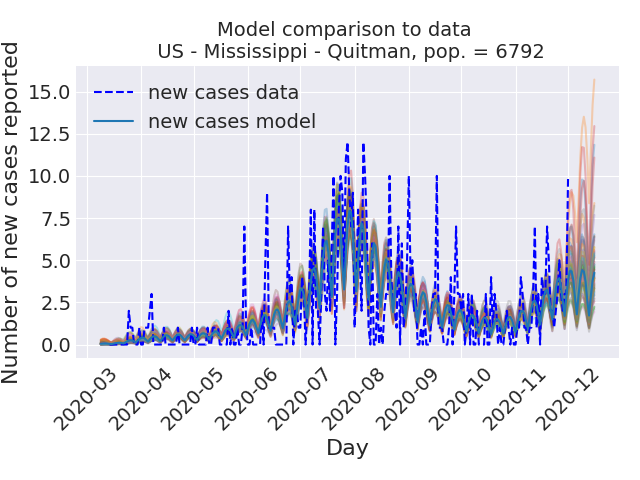 Model comparison to data
US - Mississippi - Quitman, pop. = 6792
Number of new cases reported
15.0
12.5
10.0
7.5
5.0
2.5
0.0
new cases data
new cases model
2020-03
2020-04
2020-05
2020-06
2020-07
2020-08
2020-09
2020-10
2020-11
2020-12
Day